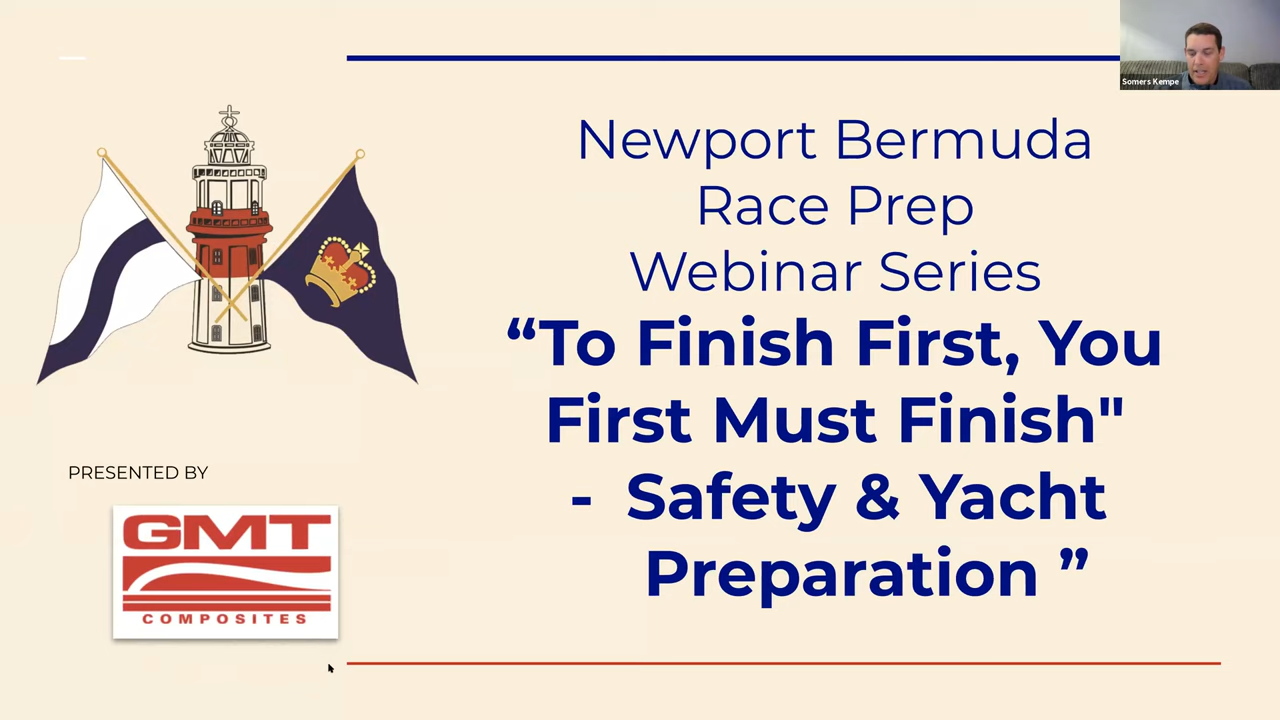 Somers Kempe
Newport Bermuda
Race Prep
Webinar Series
“To Finish First, You
First Must Finish"
- Safety & Yacht
Preparation ”
PRESENTED BY
GMT
COMPOSITES